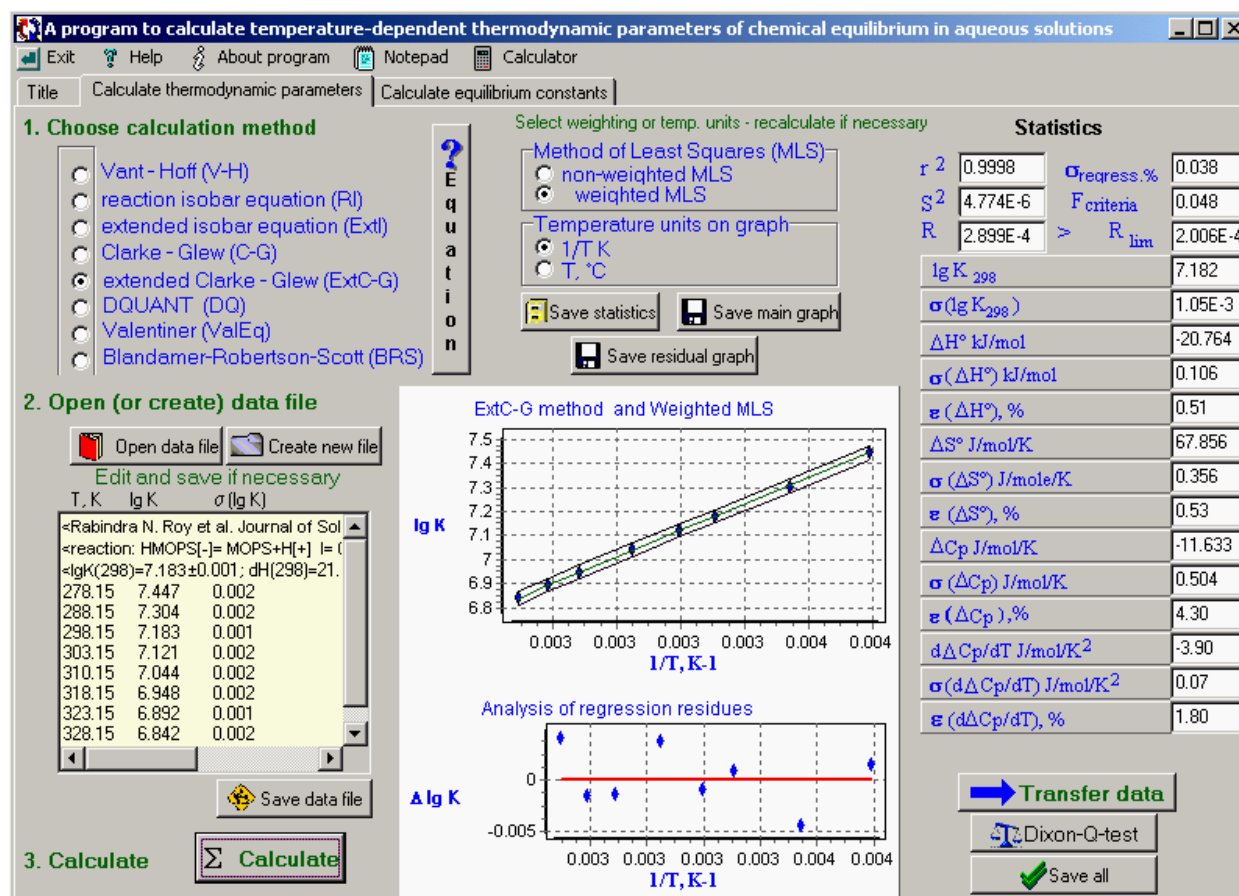 A program to calculate temperature-dependent thermodynamic parameters of chemical equilibrium in aqueous solutions
Exit Help About program Notepad Calculator
Title Calculate thermodynamic parameters Calculate equilibrium constants
1. Choose calculation method
Vant - Hoff (V-H)
reaction isobar equation (RI)
extended isobar equation (ExtI)
Clarke - Glew (C-G)
extended Clarke - Glew (ExtC-G)
DQUANT (DQ)
Valentiner (ValEq)
Blandamer-Robertson-Scott (BRS)
? Equation
Select weighting or temp. units - recalculate if necessary
Method of Least Squares (MLS)
non-weighted MLS
weighted MLS
Temperature units on graph
1/T K
T, °C
Save statistics Save main graph
Save residual graph
Statistics
r 2 0.9998 σregress.% 0.038
S2 4.774E-6 Fcriteria 0.048
R 2.899E-4 > R lim 2.006E-4
lg K 298 7.182
σ(lg K298) 1.05E-3
ΔH° kJ/mol -20.764
σ(ΔH°) kJ/mol 0.106
ε (ΔH°), % 0.51
ΔS° J/mol/K 67.856
σ (ΔS°) J/mole/K 0.356
ε (ΔS°), % 0.53
ΔCp J/mol/K -11.633
σ (ΔCp) J/mol/K 0.504
ε (ΔCp),% 4.30
dΔCp/dT J/mol/K2 -3.90
σ(dΔCp/dT) J/mol/K2 0.07
ε (dΔCp/dT), % 1.80
2. Open (or create) data file
Open data file Create new file
Edit and save if necessary
T, K lg K σ (lg K)
<Rabindra N. Roy et al. Journal of Sol
<reaction: HMOPS[-]= MOPS+H[+] I=
<lgK(298)=7.183±0.001; dH(298)=21.
278.15 7.447 0.002
288.15 7.304 0.002
298.15 7.183 0.001
303.15 7.121 0.002
310.15 7.044 0.002
318.15 6.948 0.002
323.15 6.892 0.001
328.15 6.842 0.002
Save data file
3. Calculate Σ Calculate
ExtC-G method and Weighted MLS
lg K
7.5
7.4
7.3
7.2
7.1
7
6.9
6.8
0.003 0.003 0.003 0.003 0.004 0.004
1/T, K-1
Analysis of regression residues
Δ lg K
0
-0.005
0.003 0.003 0.003 0.003 0.004 0.004
1/T, K-1
Transfer data
Dixon-Q-test
Save all